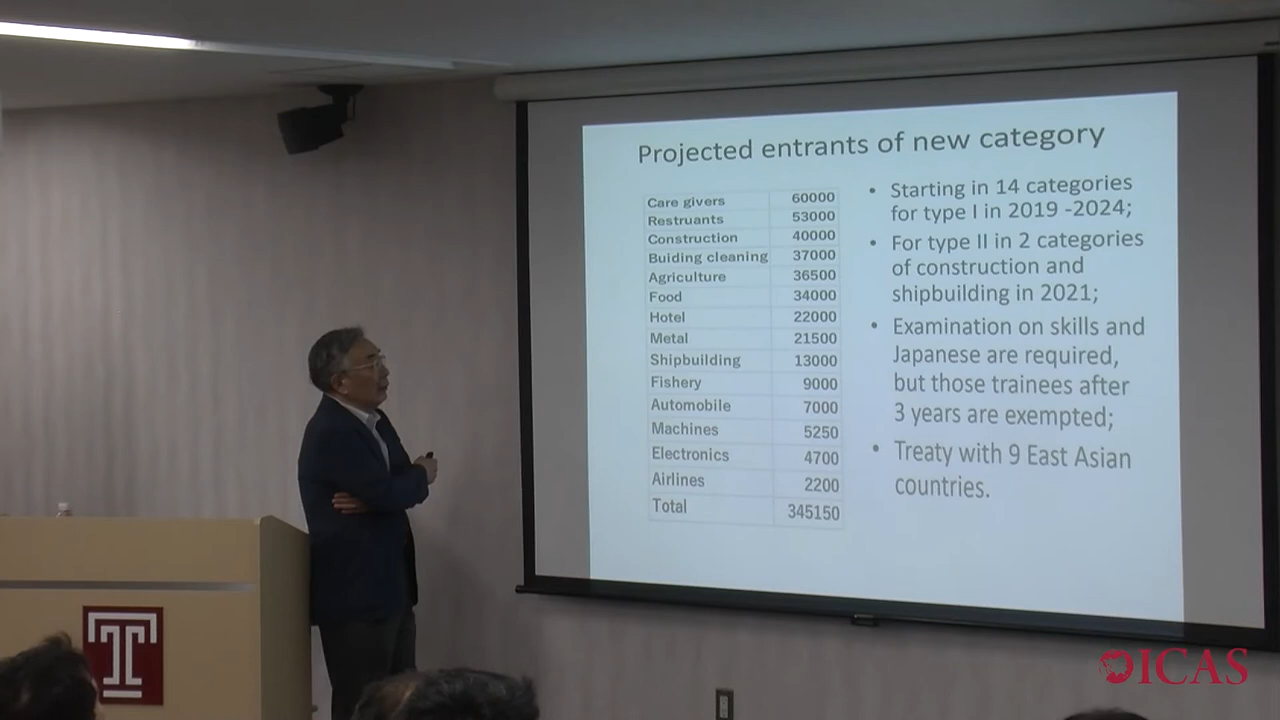 Projected entrants of new category
Care givers 60000
Restruants 53000
Construction 40000
Buiding cleaning 37000
Agriculture 36500
Food 34000
Hotel 22000
Metal 21500
Shipbuilding 13000
Fishery 9000
Automobile 7000
Machines 5250
Electronics 4700
Airlines 2200
Total 345150
• Starting in 14 categories
for type I in 2019 -2024;
• For type II in 2 categories
of construction and
shipbuilding in 2021;
• Examination on skills and
Japanese are required,
but those trainees after
3 years are exempted;
• Treaty with 9 East Asian
countries.
T
ICAS